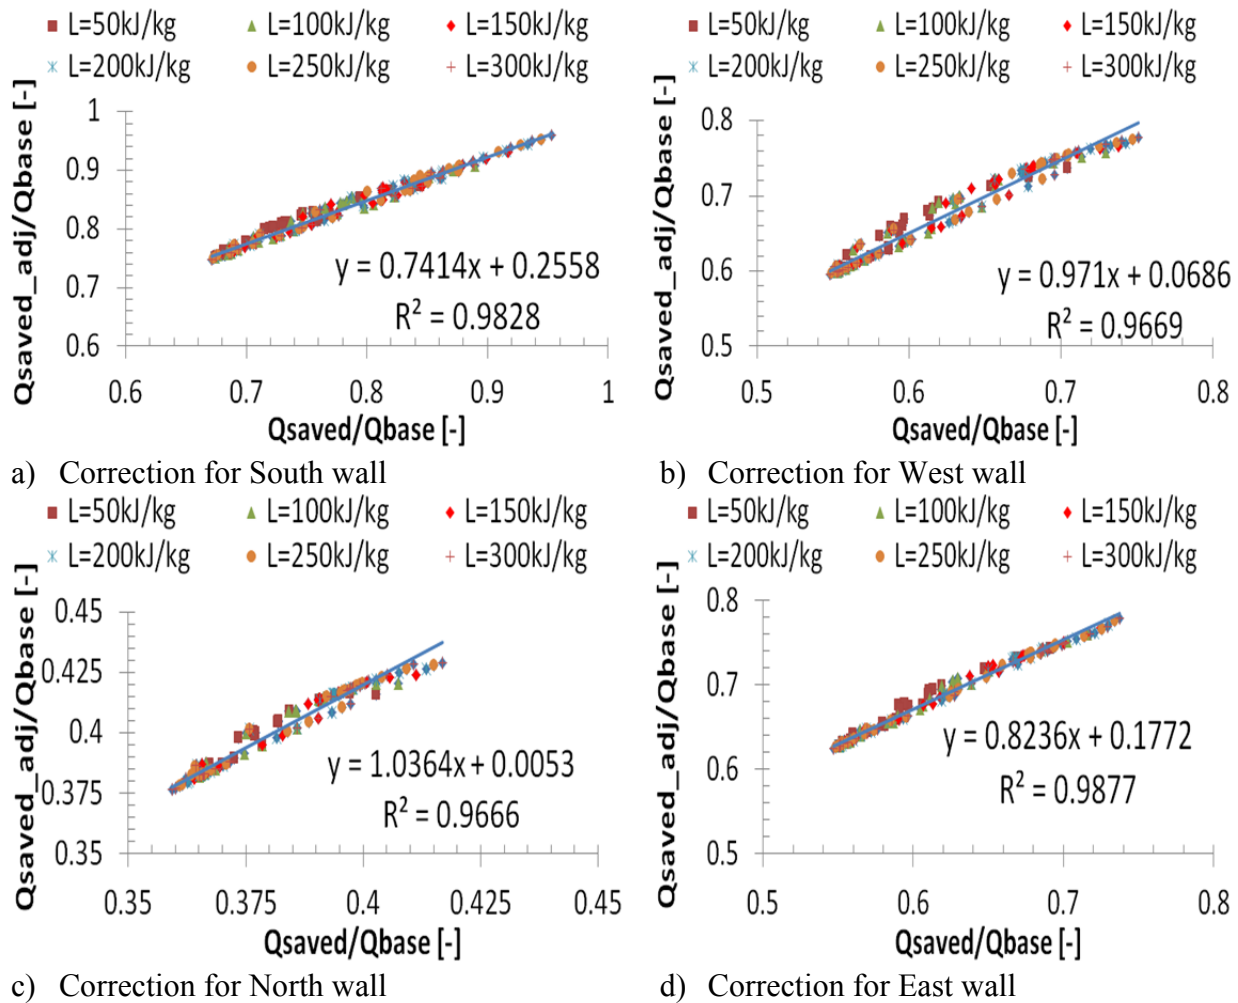 L=50kJ/kg L=100kJ/kg L=150kJ/kg
L=200kJ/kg L=250kJ/kg L=300kJ/kg
Qsaved_adj/Qbase [-]
1
0.9
0.8
0.7
0.6
y = 0.7414x + 0.2558
R² = 0.9828
0.6 0.7 0.8 0.9 1
Qsaved/Qbase [-]
a) Correction for South wall
L=50kJ/kg L=100kJ/kg L=150kJ/kg
L=200kJ/kg L=250kJ/kg L=300kJ/kg
Qsaved_adj/Qbase [-]
0.8
0.7
0.6
0.5
y = 0.971x + 0.0686
R² = 0.9669
0.5 0.6 0.7 0.8
Qsaved/Qbase [-]
b) Correction for West wall
L=50kJ/kg L=100kJ/kg L=150kJ/kg
L=200kJ/kg L=250kJ/kg L=300kJ/kg
Qsaved_adj/Qbase [-]
0.45
0.425
0.4
0.375
0.35
y = 1.0364x + 0.0053
R² = 0.9666
0.35 0.375 0.4 0.425 0.45
Qsaved/Qbase [-]
c) Correction for North wall
L=50kJ/kg L=100kJ/kg L=150kJ/kg
L=200kJ/kg L=250kJ/kg L=300kJ/kg
Qsaved_adj/Qbase [-]
0.8
0.7
0.6
0.5
y = 0.8236x + 0.1772
R² = 0.9877
0.5 0.6 0.7 0.8
Qsaved/Qbase [-]
d) Correction for East wall